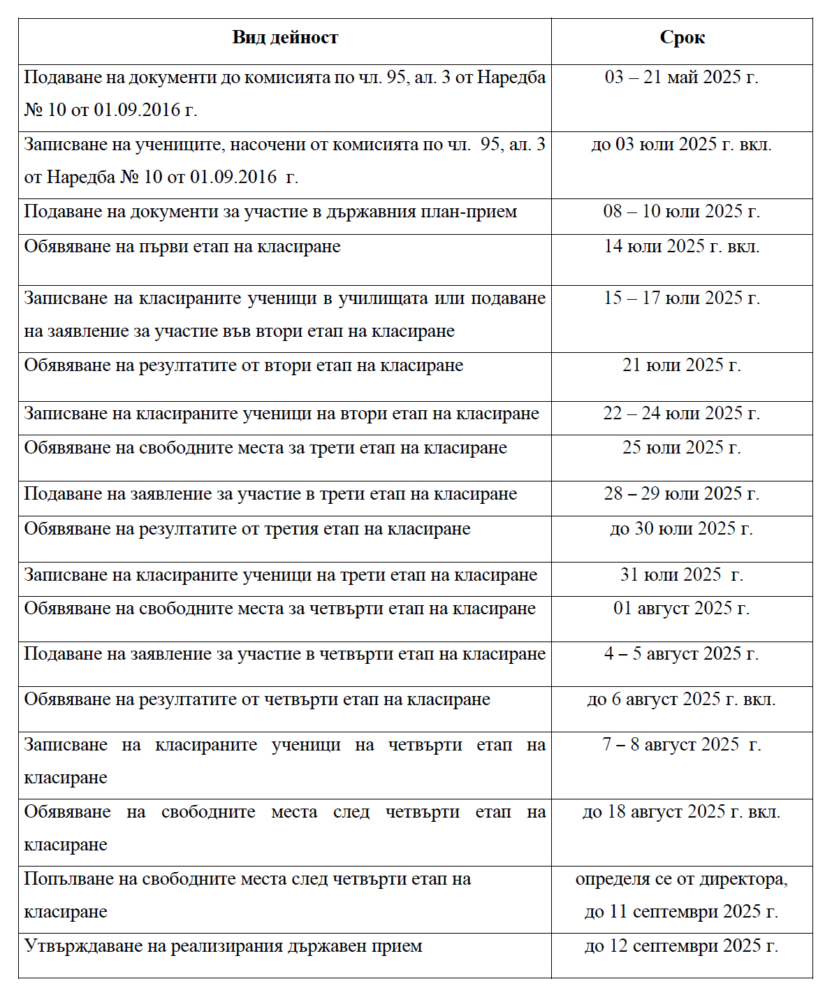 Вид дейност
Срок
Подаване на документи до комисията по чл. 95, ал. 3 от Наредба
№ 10 от 01.09.2016 г.
03 – 21 май 2025 г.
Записване на учениците, насочени от комисията по чл. 95, ал. 3
от Наредба № 10 от 01.09.2016 г.
до 03 юли 2025 г. вкл.
Подаване на документи за участие в държавния план-прием
08 – 10 юли 2025 г.
Обявяване на първи етап на класиране
14 юли 2025 г. вкл.
Записване на класираните ученици в училищата или подаване
на заявление за участие във втори етап на класиране
15 – 17 юли 2025 г.
Обявяване на резултатите от втори етап на класиране
21 юли 2025 г.
Записване на класираните ученици на втори етап на класиране
22 – 24 юли 2025 г.
Обявяване на свободните места за трети етап на класиране
25 юли 2025 г.
Подаване на заявление за участие в трети етап на класиране
28 – 29 юли 2025 г.
Обявяване на резултатите от третия етап на класиране
до 30 юли 2025 г.
Записване на класираните ученици на трети етап на класиране
31 юли 2025 г.
Обявяване на свободните места за четвърти етап на класиране
01 август 2025 г.
Подаване на заявление за участие в четвърти етап на класиране
4 – 5 август 2025 г.
Обявяване на резултатите от четвърти етап на класиране
до 6 август 2025 г. вкл.
Записване на класираните ученици на четвърти етап на
класиране
7 – 8 август 2025 г.
Обявяване на свободните места след четвърти етап на
класиране
до 18 август 2025 г. вкл.
Попълване на свободните места след четвърти етап на
класиране
определя се от директора,
до 11 септември 2025 г.
Утвърждаване на реализирания държавен прием
до 12 септември 2025 г.